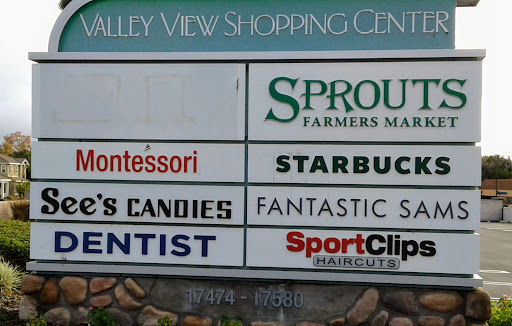 VALLEY VIEW SHOPPING CENTER
SPROUTS
FARMERS MARKET
Montessori
STARBUCKS
SEE'S CANDIES
FANTASTIC SAMS
DENTIST
SportClips
HAIRCUTS
17474 - 17580